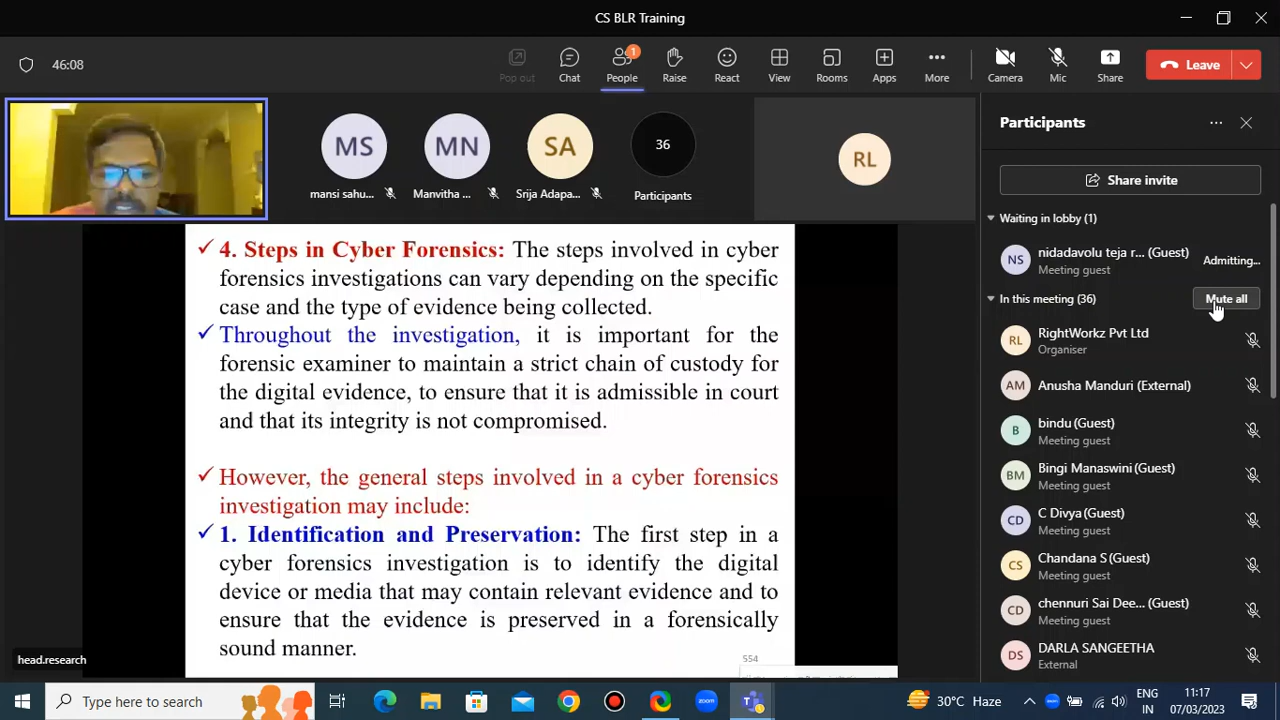 CS BLR Training
46:08
Pop out
Chat
1
People
Raise
React
View
Rooms
Apps
More
Camera
Mic
Share
Leave
MS
MN
SA
36
RL
mansi sahu...
Manvitha ...
Srija Adapa...
Participants
Participants
Share invite
Waiting in lobby (1)
NS
nidadavolu teja r... (Guest)
Meeting guest
Admitting...
In this meeting (36)
Mute all
RL
RightWorkz Pvt Ltd
Organiser
AM
Anusha Manduri (External)
B
bindu (Guest)
Meeting guest
BM
Bingi Manaswini (Guest)
Meeting guest
CD
C Divya (Guest)
Meeting guest
CS
Chandana S (Guest)
Meeting guest
CD
chennuri Sai Dee... (Guest)
Meeting guest
DS
DARLA SANGEETHA
External
✓ 4. Steps in Cyber Forensics: The steps involved in cyber
forensics investigations can vary depending on the specific
case and the type of evidence being collected.
✓ Throughout the investigation, it is important for the
forensic examiner to maintain a strict chain of custody for
the digital evidence, to ensure that it is admissible in court
and that its integrity is not compromised.
✓ However, the general steps involved in a cyber forensics
investigation may include:
✓ 1. Identification and Preservation: The first step in a
cyber forensics investigation is to identify the digital
device or media that may contain relevant evidence and to
ensure that the evidence is preserved in a forensically
sound manner.
554
head.research
Type here to search
zoom
30°C Haze
ENG
IN
11:17
07/03/2023